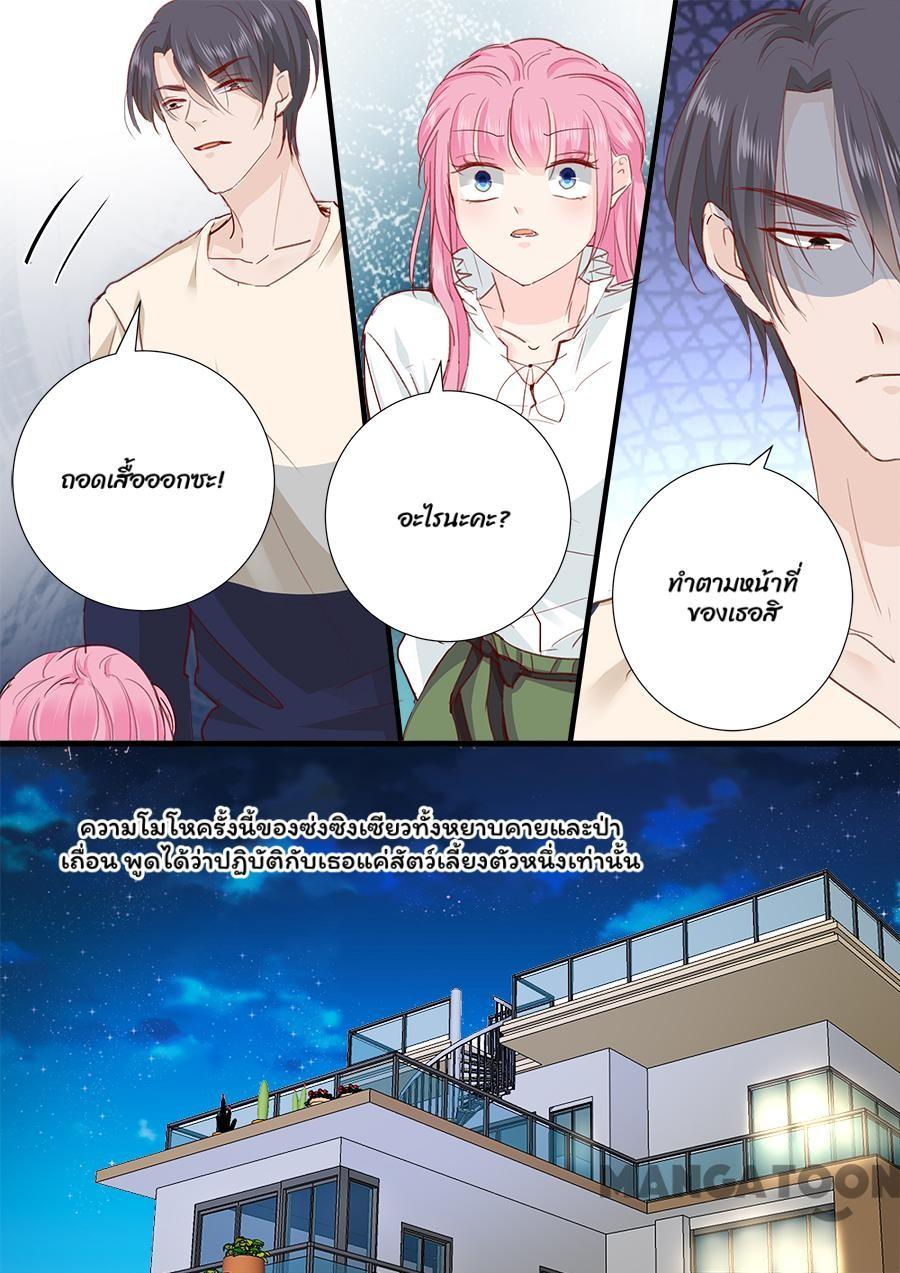 ถอดเสื้อออกซะ!
อะไรนะคะ?
ทำตามหน้าที่
ของเธอสิ
ความโมโหครั้งนี้ของซ่งซิงเซียวทั้งหยาบคายและป่า
เถื่อน พูดได้ว่าปฏิบัติกับเธอแค่สัตว์เลี้ยงตัวหนึ่งเท่านั้น
MANGATOON